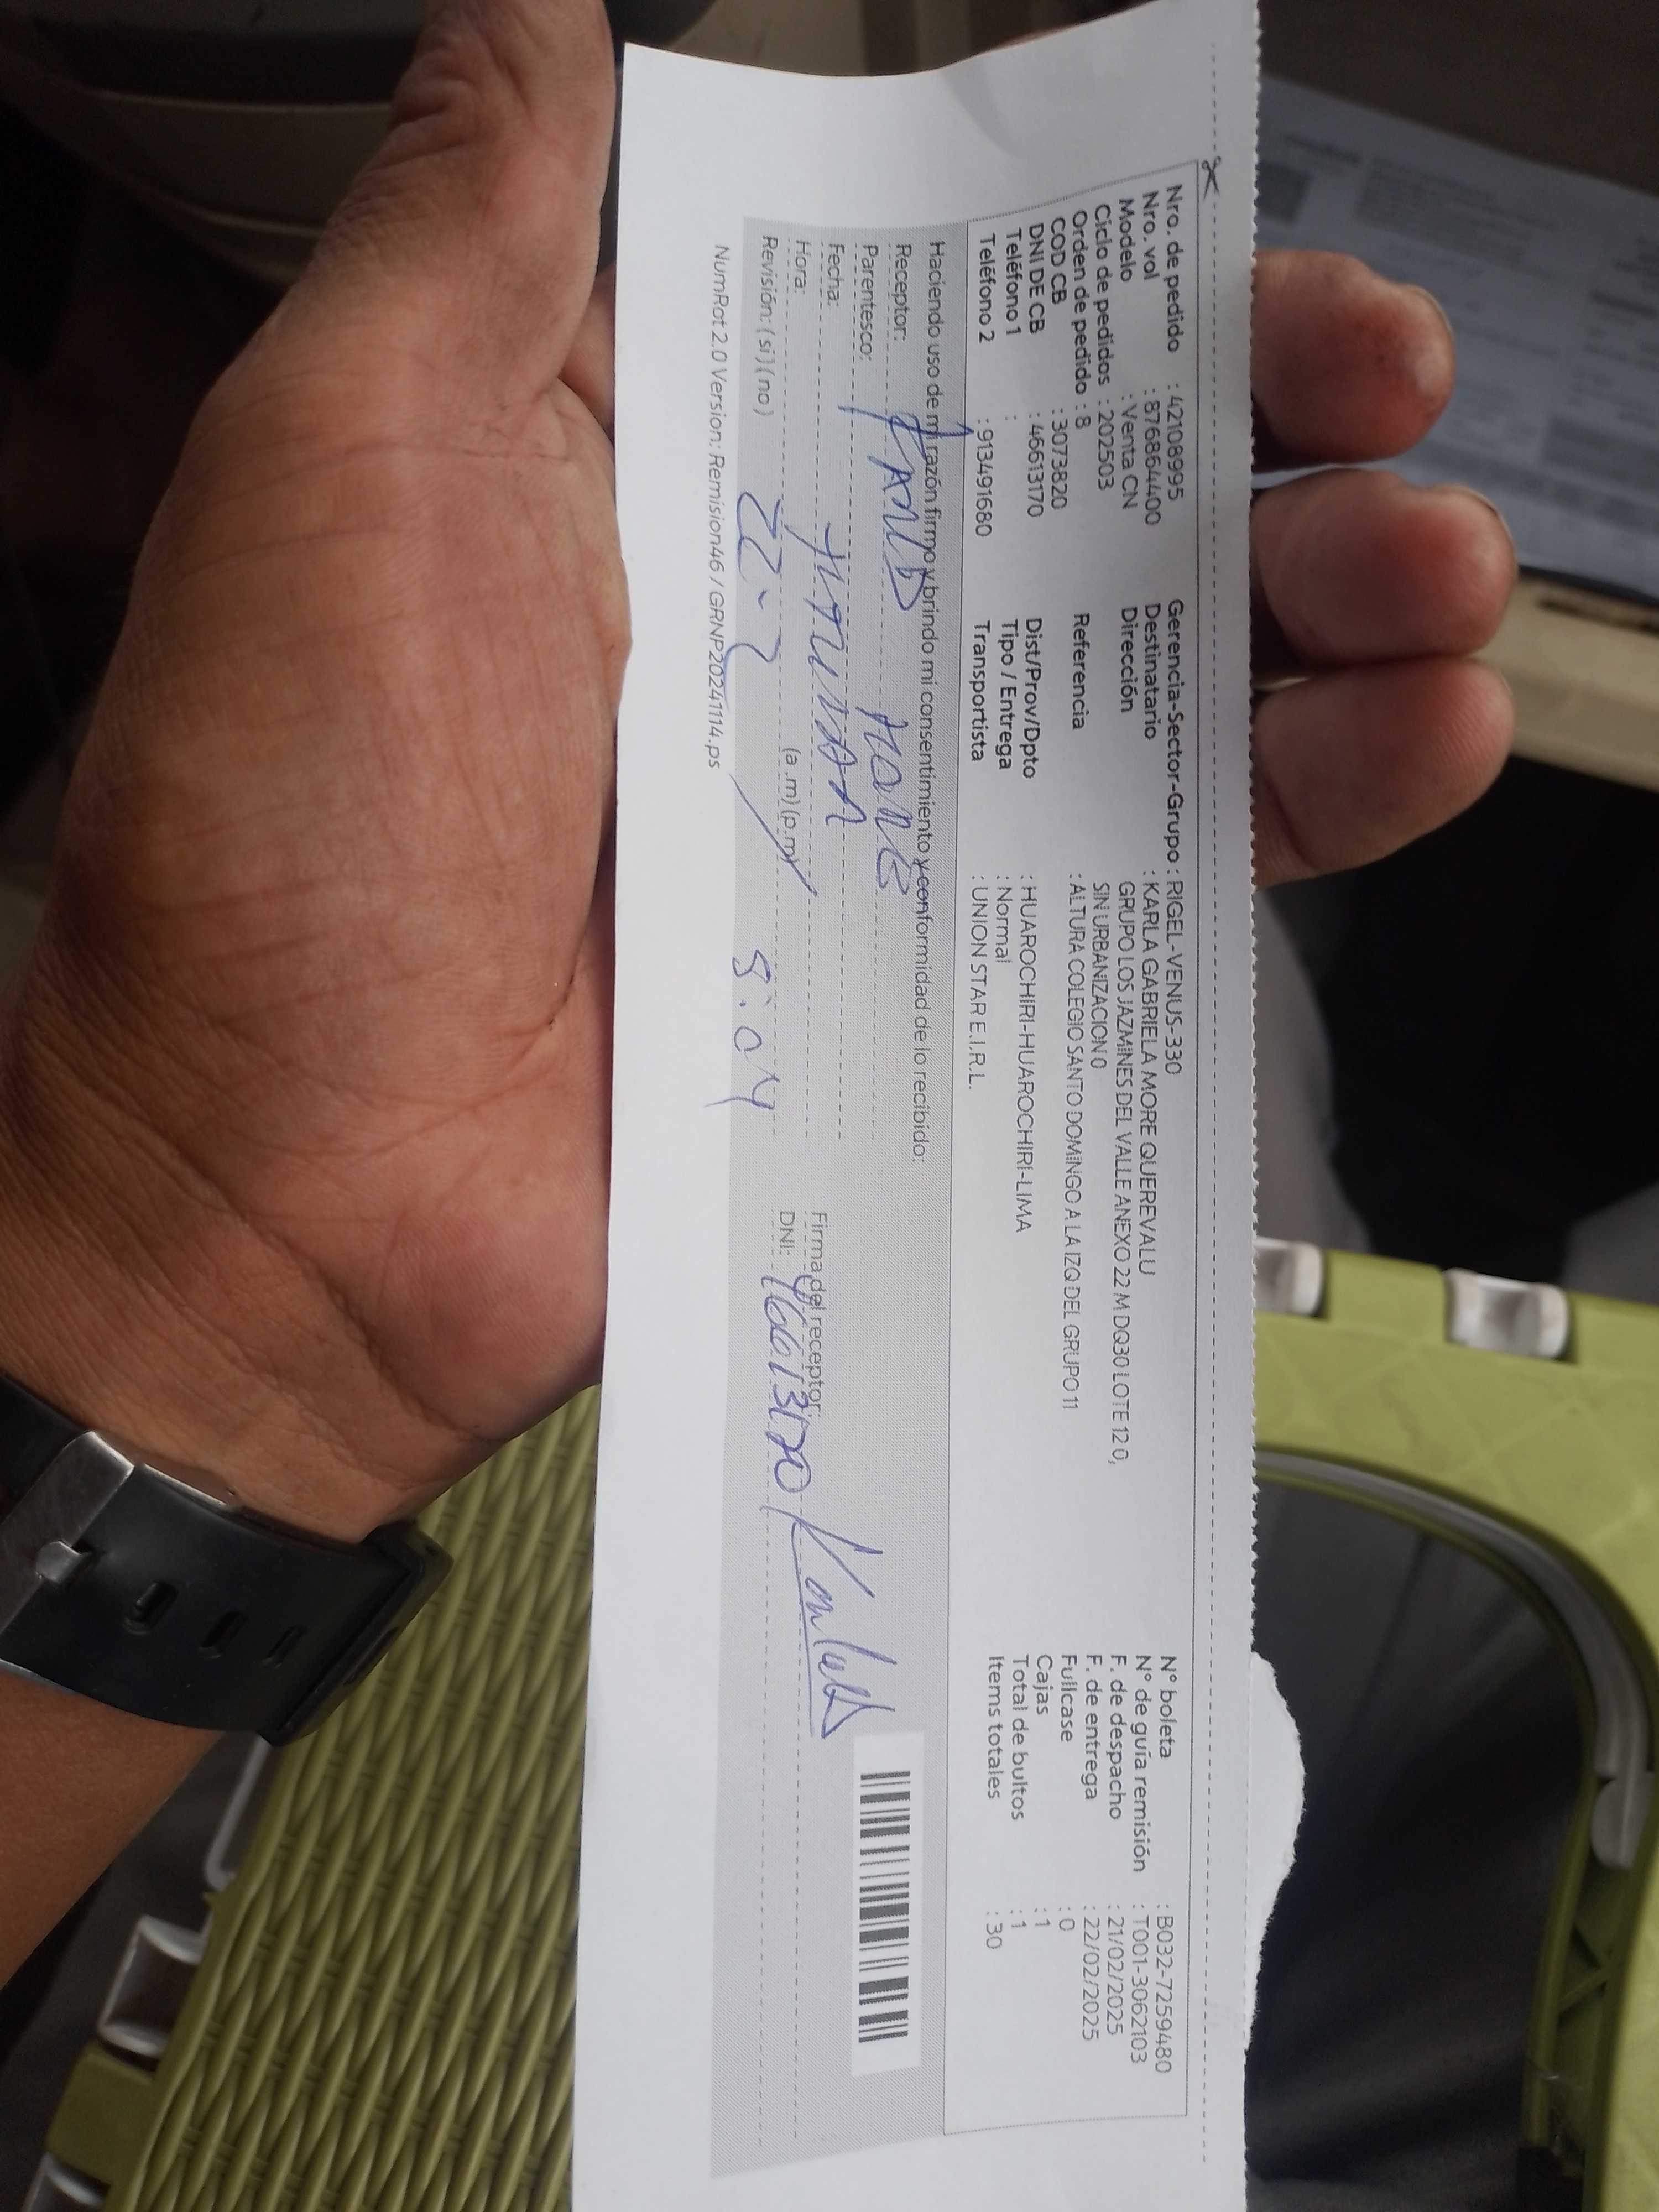 Nro. de pedido : 42108995
Nro. vol : 876864400
Modelo : Venta CN
Ciclo de pedidos : 202503
Orden de pedido : 8
COD CB : 3073820
DNI DE CB : 46613170
Teléfono 1 :
Teléfono 2 : 913491680
Gerencia-Sector-Grupo : RIGEL-VENUS-330
Destinatario : KARLA GABRIELA MORE QUEREVALU
Dirección GRUPO LOS JAZMINES DEL VALLE ANEXO 22 M DQ30 LOTE 12 0,
SIN URBANIZACION 0
Referencia : ALTURA COLEGIO SANTO DOMINGO A LA IZQ DEL GRUPO 11
Dist/Prov/Dpto : HUAROCHIRI-HUAROCHIRI-LIMA
Tipo / Entrega : Normal
Transportista : UNION STAR E.I.R.L.
N° boleta : B032-7259480
N° de guía remisión : T001-3062103
F. de despacho : 21/02/2025
F. de entrega : 22/02/2025
Fullcase : 0
Cajas : 1
Total de bultos : 1
Items totales : 30
Haciendo uso de mi razón firmo y brindo mi consentimiento y conformidad de lo recibido:
Receptor:
Parentesco:
Fecha:
Hora: (a.m)(p.m)
Revisión: (si)(no) 8:04
Firma del receptor:
DNI: 46613170
NumRot 2.0 Version: Remision46 / GRNP20241114.ps